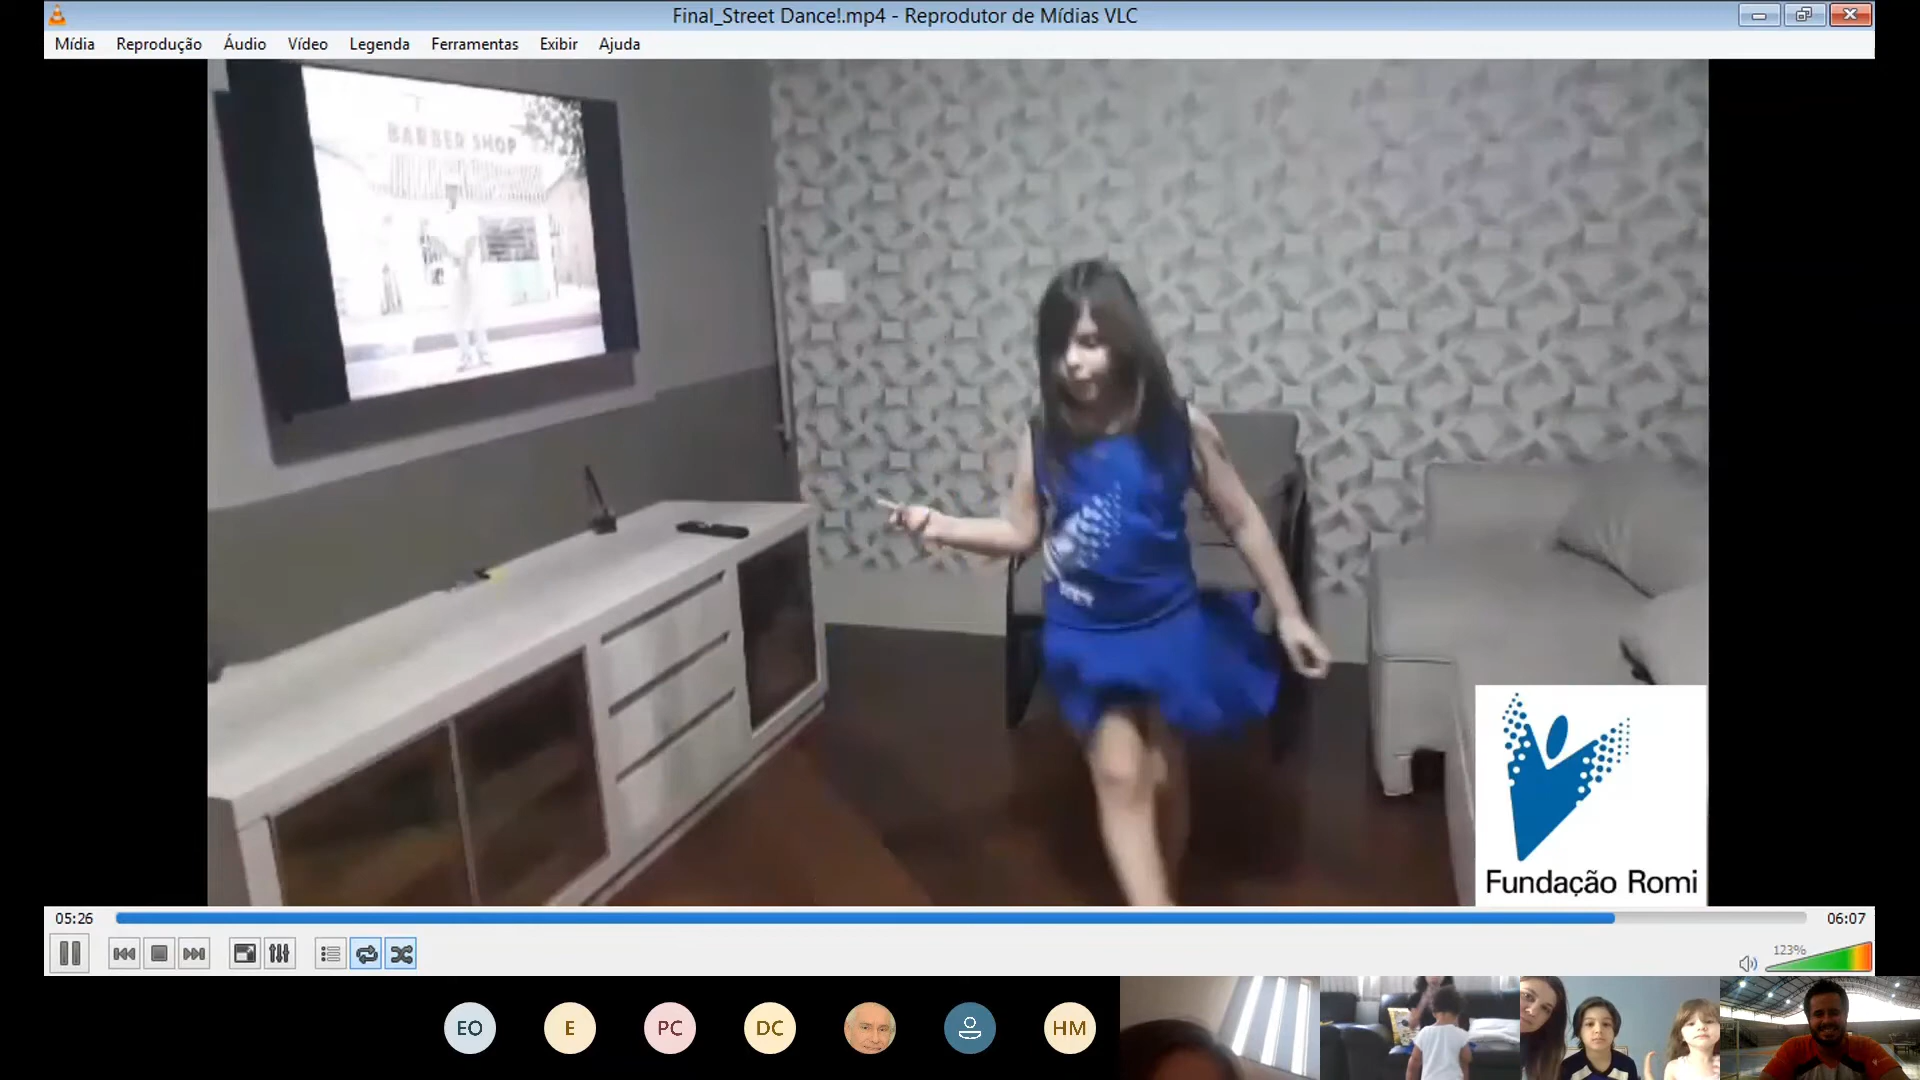 Final_Street Dance!.mp4 - Reprodutor de Mídias VLC
Mídia Reprodução Áudio Vídeo Legenda Ferramentas Exibir Ajuda
BARBER SHOP
Fundação Romi
05:26
06:07
123%
EO E PC DC HM